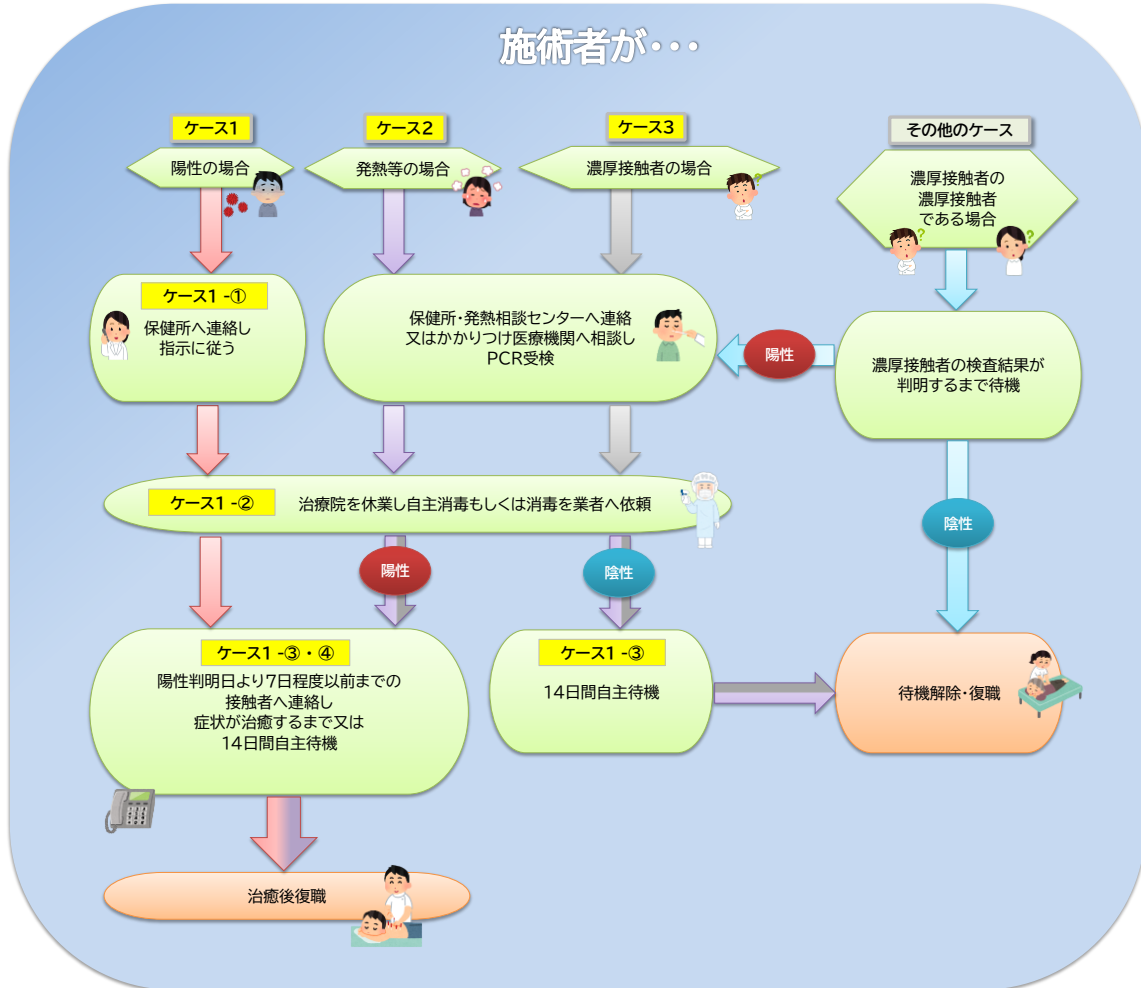 施術者が・・・
ケース1
陽性の場合
ケース2
発熱等の場合
ケース3
濃厚接触者の場合
その他のケース
濃厚接触者の
濃厚接触者
である場合
ケース1 -①
保健所へ連絡し
指示に従う
保健所・発熱相談センターへ連絡
又はかかりつけ医療機関へ相談し
PCR受検
陽性
濃厚接触者の検査結果が
判明するまで待機
ケース1 -②
治療院を休業し自主消毒もしくは消毒を業者へ依頼
陽性
陰性
陰性
ケース1 -③・④
陽性判明日より7日程度以前までの
接触者へ連絡し
症状が治癒するまで又は
14日間自主待機
ケース1 -③
14日間自主待機
待機解除・復職
治癒後復職